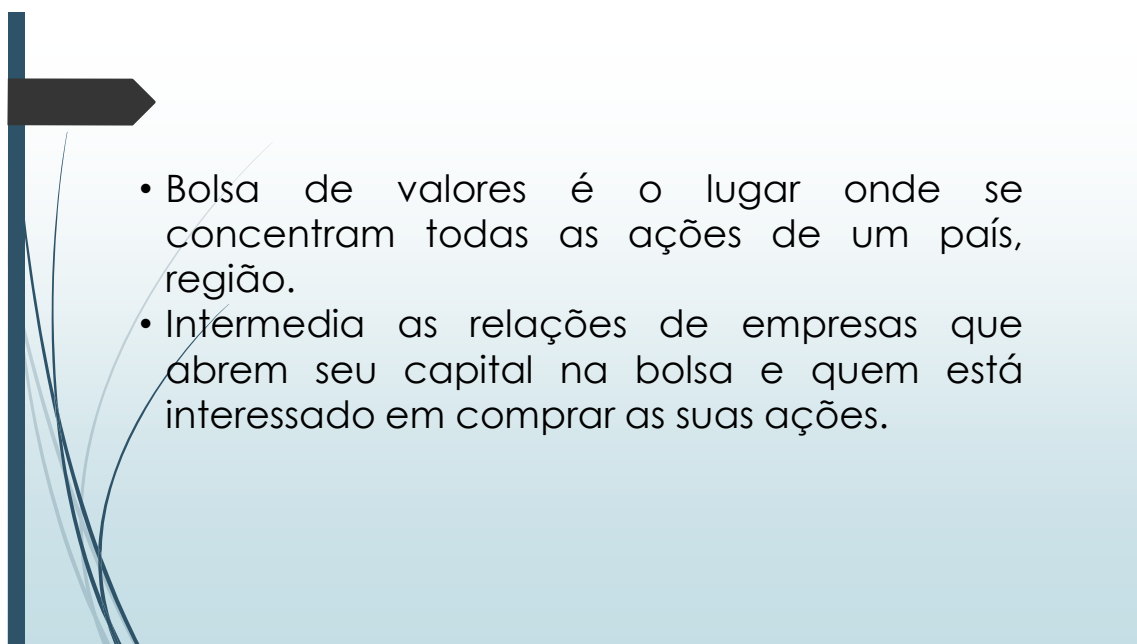 • Bolsa de valores é o lugar onde se
concentram todas as ações de um país,
região.
• Intermedia as relações de empresas que
abrem seu capital na bolsa e quem está
interessado em comprar as suas ações.